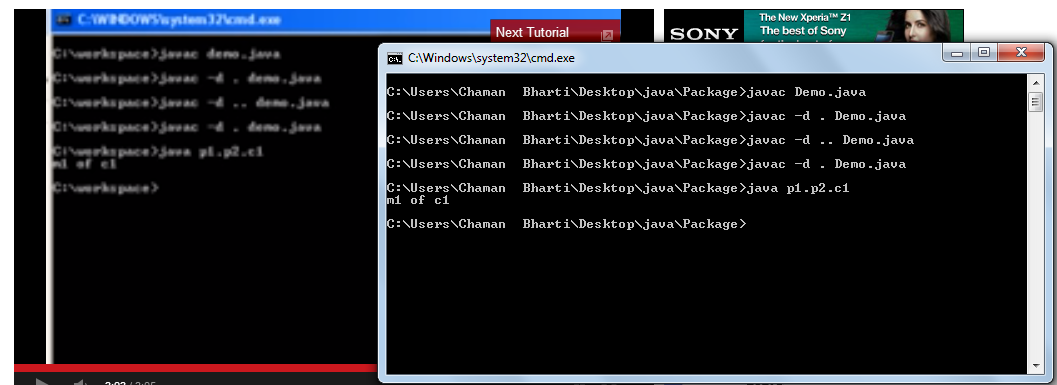 C:\WINDOWS\system32\cmd.exe
Next Tutorial
C:\workspace>javac demo.java
C:\workspace>javac -d . demo.java
C:\workspace>javac -d .. demo.java
C:\workspace>javac -d . demo.java
C:\workspace>java p1.p2.c1
m1 of c1
C:\workspace>
SONY
The New Xperia™ Z1
The best of Sony
C:\Windows\system32\cmd.exe
C:\Users\Chaman Bharti\Desktop\java\Package>javac Demo.java
C:\Users\Chaman Bharti\Desktop\java\Package>javac -d . Demo.java
C:\Users\Chaman Bharti\Desktop\java\Package>javac -d .. Demo.java
C:\Users\Chaman Bharti\Desktop\java\Package>javac -d . Demo.java
C:\Users\Chaman Bharti\Desktop\java\Package>java p1.p2.c1
m1 of c1
C:\Users\Chaman Bharti\Desktop\java\Package>